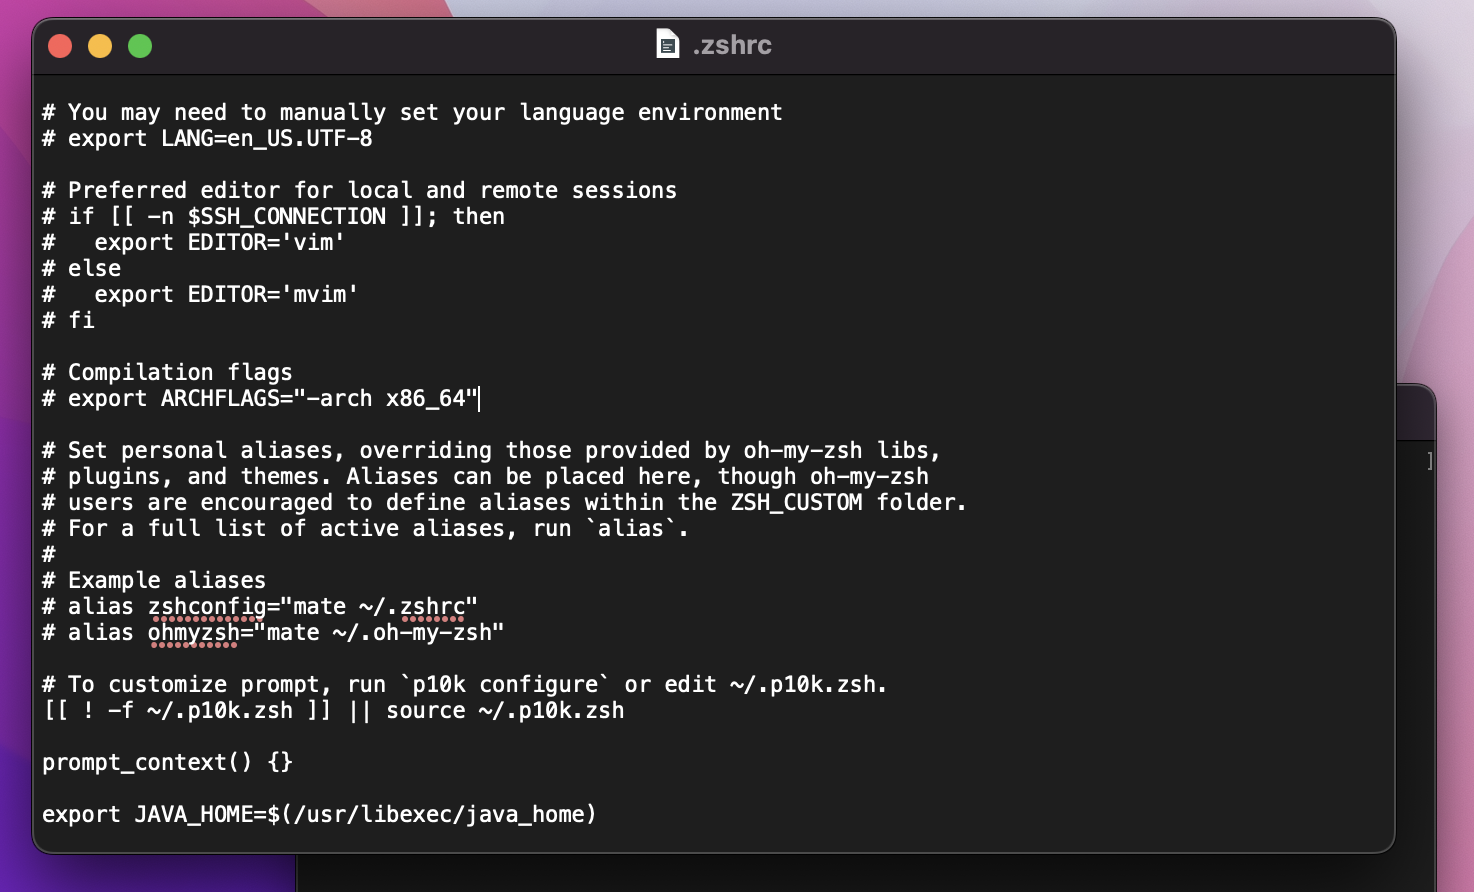 .zshrc
# You may need to manually set your language environment
# export LANG=en_US.UTF-8
# Preferred editor for local and remote sessions
# if [[ -n $SSH_CONNECTION ]]; then
#   export EDITOR='vim'
# else
#   export EDITOR='mvim'
# fi
# Compilation flags
# export ARCHFLAGS="-arch x86_64"
# Set personal aliases, overriding those provided by oh-my-zsh libs,
# plugins, and themes. Aliases can be placed here, though oh-my-zsh
# users are encouraged to define aliases within the ZSH_CUSTOM folder.
# For a full list of active aliases, run `alias`.
#
# Example aliases
# alias zshconfig="mate ~/.zshrc"
# alias ohmyzsh="mate ~/.oh-my-zsh"
# To customize prompt, run `p10k configure` or edit ~/.p10k.zsh.
[[ ! -f ~/.p10k.zsh ]] || source ~/.p10k.zsh
prompt_context() {}
export JAVA_HOME=$(/usr/libexec/java_home)
]